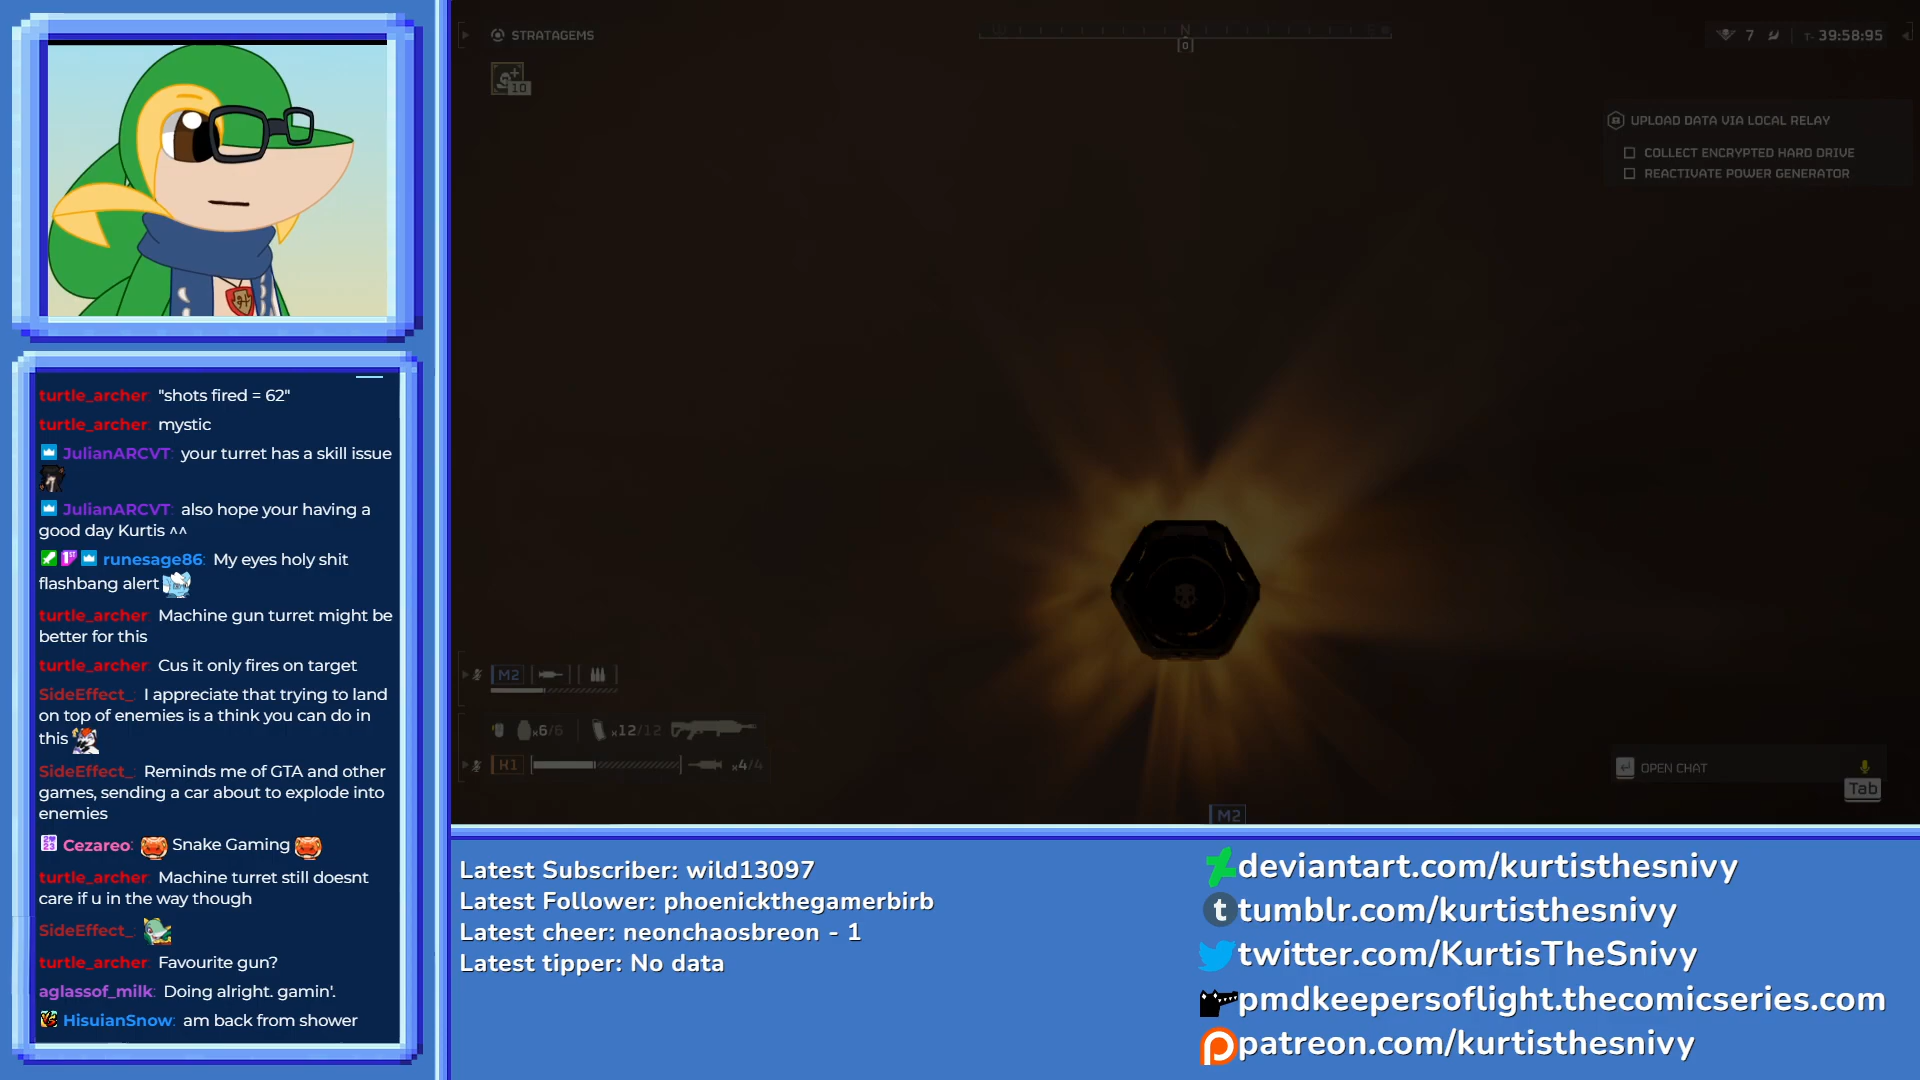 STRATAGEMS
10
N
[0]
7
T- 39:58:95
UPLOAD DATA VIA LOCAL RELAY
COLLECT ENCRYPTED HARD DRIVE
REACTIVATE POWER GENERATOR
turtle_archer: "shots fired = 62"
turtle_archer: mystic
JulianARCVT: your turret has a skill issue
JulianARCVT: also hope your having a
good day Kurtis ^^
runesage86: My eyes holy shit
flashbang alert
turtle_archer: Machine gun turret might be
better for this
turtle_archer: Cus it only fires on target
SideEffect_: I appreciate that trying to land
on top of enemies is a think you can do in
this
SideEffect_: Reminds me of GTA and other
games, sending a car about to explode into
enemies
Cezareo: Snake Gaming
turtle_archer: Machine turret still doesnt
care if u in the way though
SideEffect_:
turtle_archer: Favourite gun?
aglassof_milk: Doing alright. gamin'.
HisuianSnow: am back from shower
M2
x6/6
x12/12
K1
x4/4
OPEN CHAT
Tab
M2
Latest Subscriber: wild13097
Latest Follower: phoenickthegamerbirb
Latest cheer: neonchaosbreon - 1
Latest tipper: No data
deviantart.com/kurtisthesnivy
tumblr.com/kurtisthesnivy
twitter.com/KurtisTheSnivy
pmdkeepersoflight.thecomicseries.com
patreon.com/kurtisthesnivy